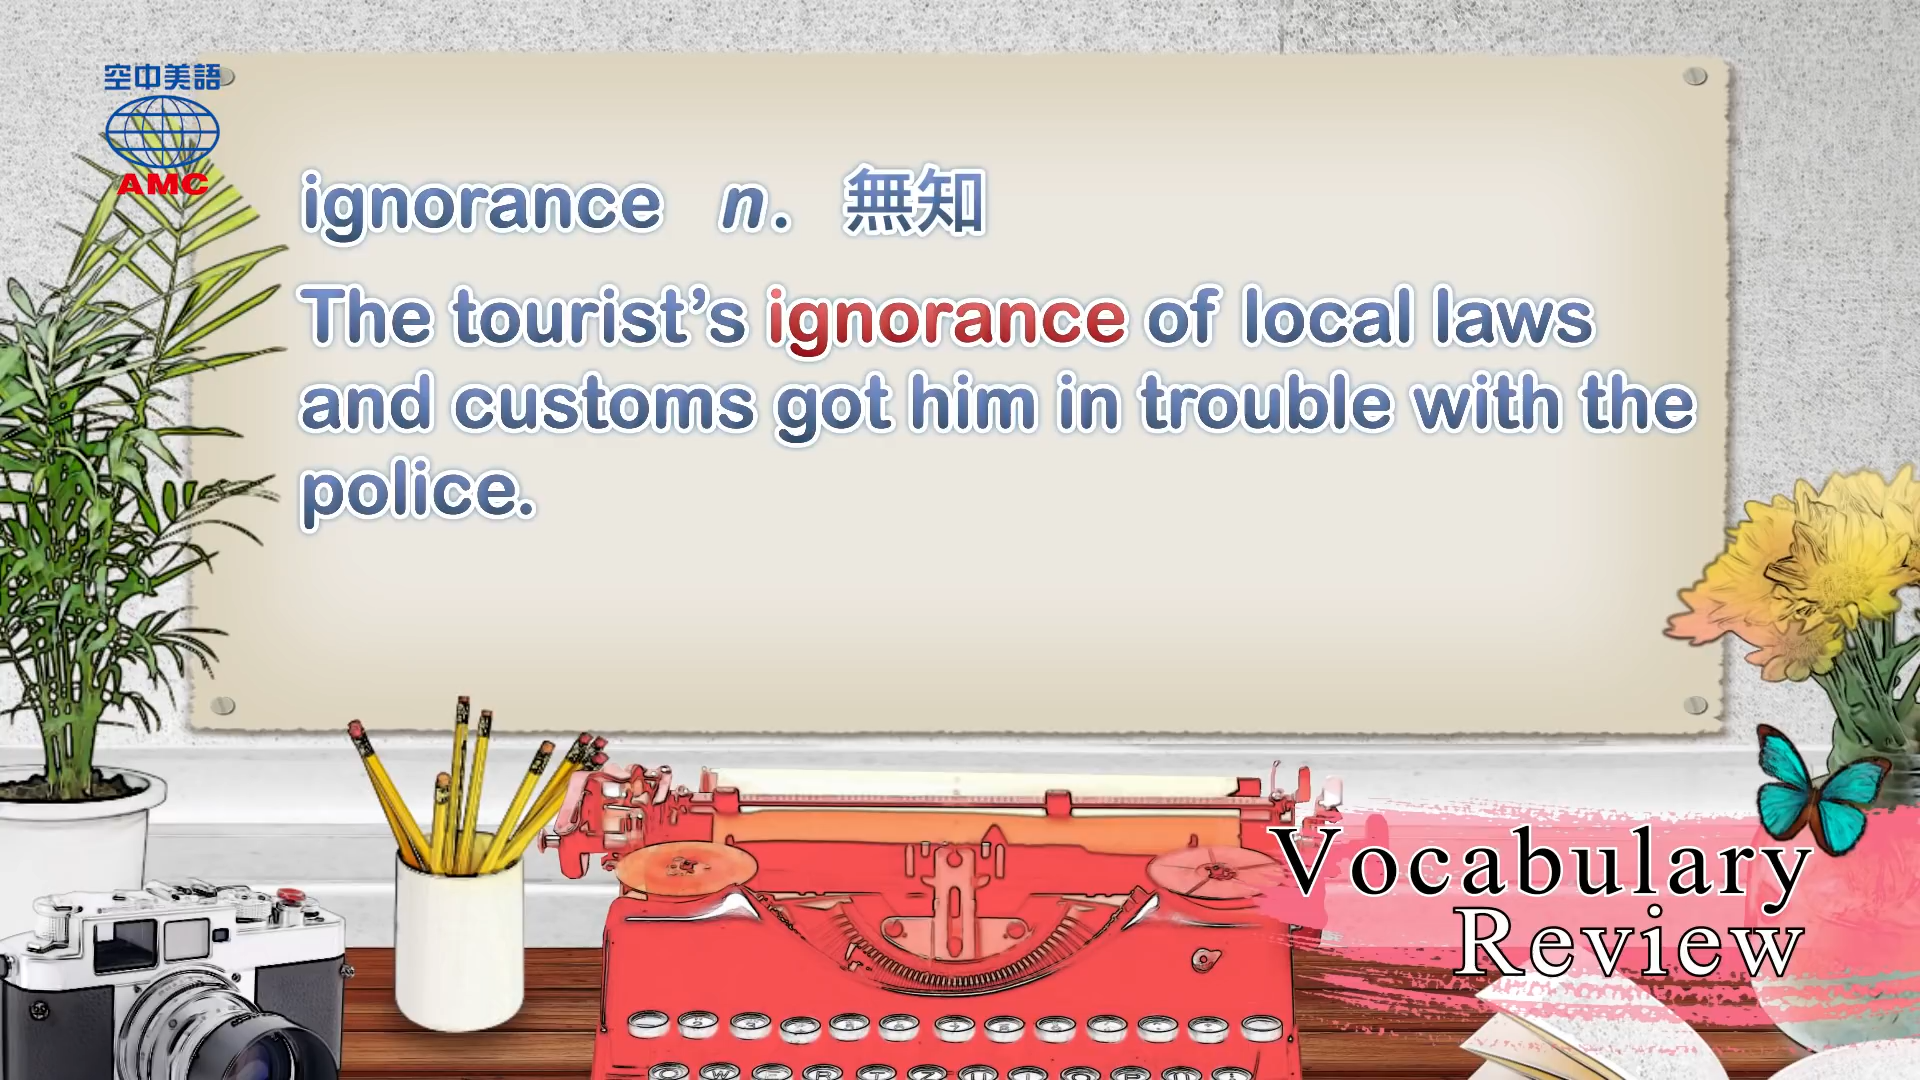 空中美語
AMC
ignorance n. 無知
The tourist’s ignorance of local laws
and customs got him in trouble with the
police.
Vocabulary
Review